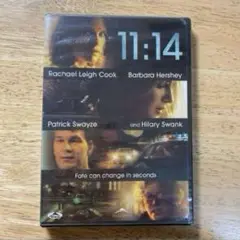 11:14
Rachael Leigh Cook Barbara Hershey
Patrick Swayze and Hilary Swank
Fate can change in seconds